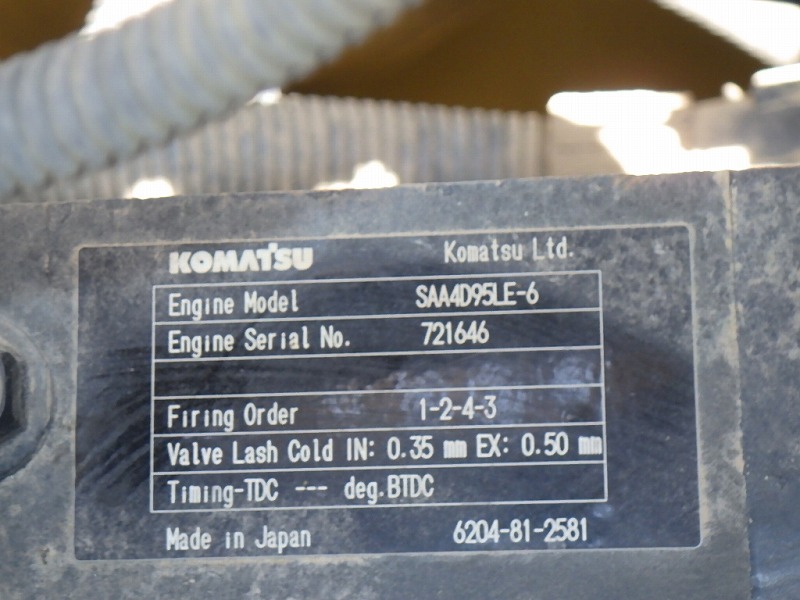 KOMATSU Komatsu Ltd.
Engine Model SAA4D95LE-6
Engine Serial No. 721646
Firing Order 1-2-4-3
Valve Lash Cold IN: 0.35 mm EX: 0.50 mm
Timing-TDC --- deg.BTDC
Made in Japan 6204-81-2581